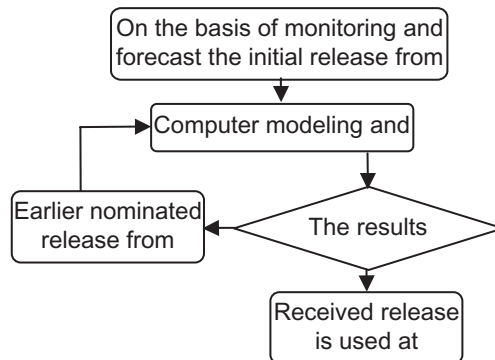 On the basis of monitoring and
forecast the initial release from
Computer modeling and
The results
Earlier nominated
release from
Received release
is used at